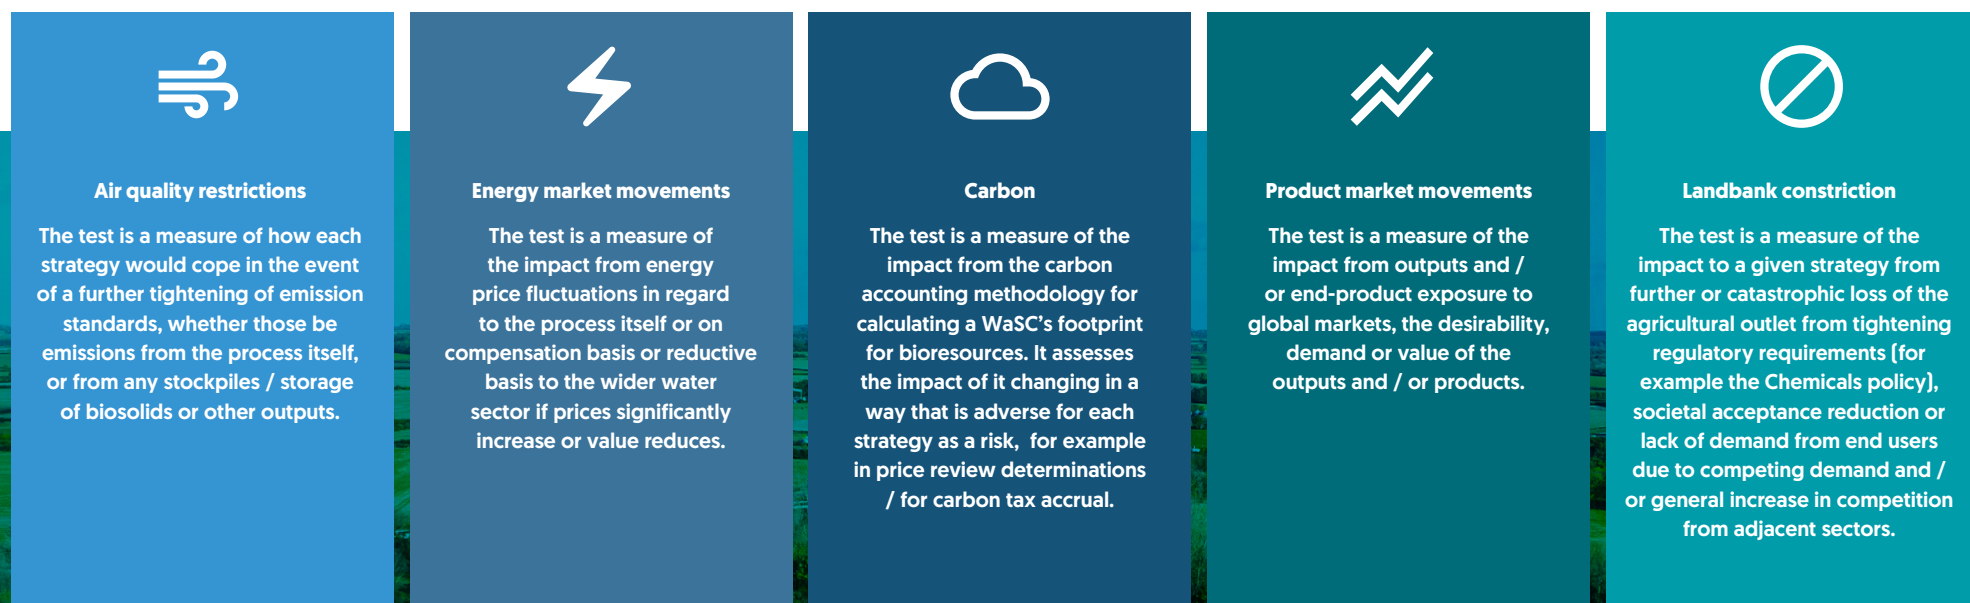 Air quality restrictions
The test is a measure of how each
strategy would cope in the event
of a further tightening of emission
standards, whether those be
emissions from the process itself,
or from any stockpiles / storage
of biosolids or other outputs.
Energy market movements
The test is a measure of
the impact from energy
price fluctuations in regard
to the process itself or on
compensation basis or reductive
basis to the wider water
sector if prices significantly
increase or value reduces.
Carbon
The test is a measure of the
impact from the carbon
accounting methodology for
calculating a WaSC’s footprint
for bioresources. It assesses
the impact of it changing in a
way that is adverse for each
strategy as a risk,  for example
in price review determinations
/ for carbon tax accrual.
Product market movements
The test is a measure of the
impact from outputs and /
or end-product exposure to
global markets, the desirability,
demand or value of the
outputs and / or products.
Landbank constriction
The test is a measure of the
impact to a given strategy from
further or catastrophic loss of the
agricultural outlet from tightening
regulatory requirements (for
example the Chemicals policy),
societal acceptance reduction or
lack of demand from end users
due to competing demand and /
or general increase in competition
from adjacent sectors.